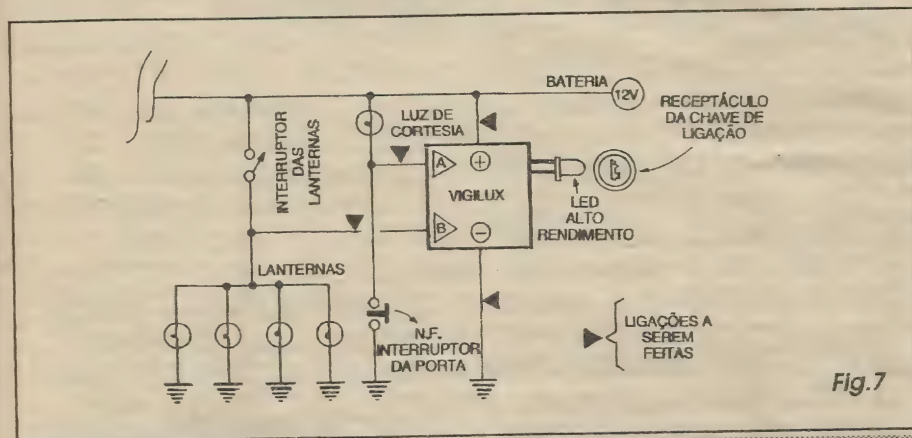 BATERIA
12V
RECEPTÁCULO
DA CHAVE DE
LIGAÇÃO
LUZ DE
CORTESIA
INTERRUPTOR
DAS
LANTERNAS
A
+
VIGILUX
B
−
LED
ALTO
RENDIMENTO
LANTERNAS
N.F.
INTERRUPTOR
DA PORTA
LIGAÇÕES A
SEREM
FEITAS
Fig.7